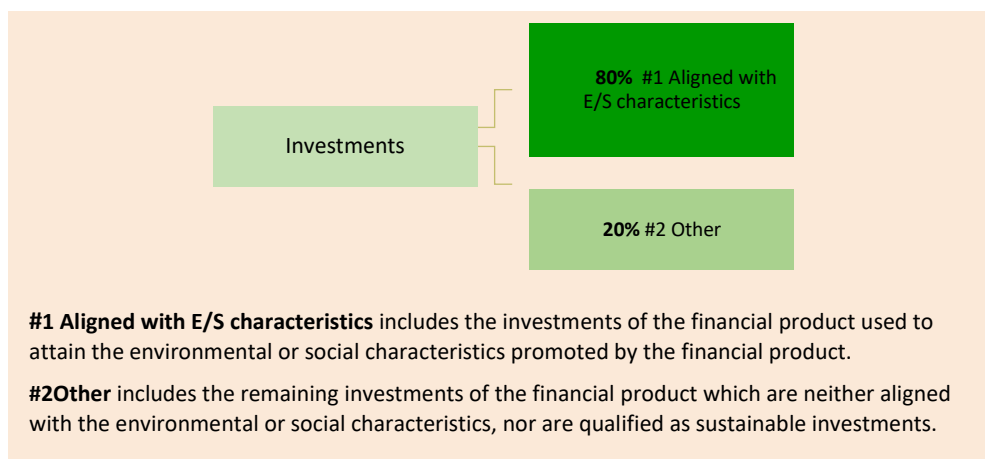 80% #1 Aligned with
E/S characteristics
Investments
20% #2 Other
#1 Aligned with E/S characteristics includes the investments of the financial product used to
attain the environmental or social characteristics promoted by the financial product.
#2Other includes the remaining investments of the financial product which are neither aligned
with the environmental or social characteristics, nor are qualified as sustainable investments.